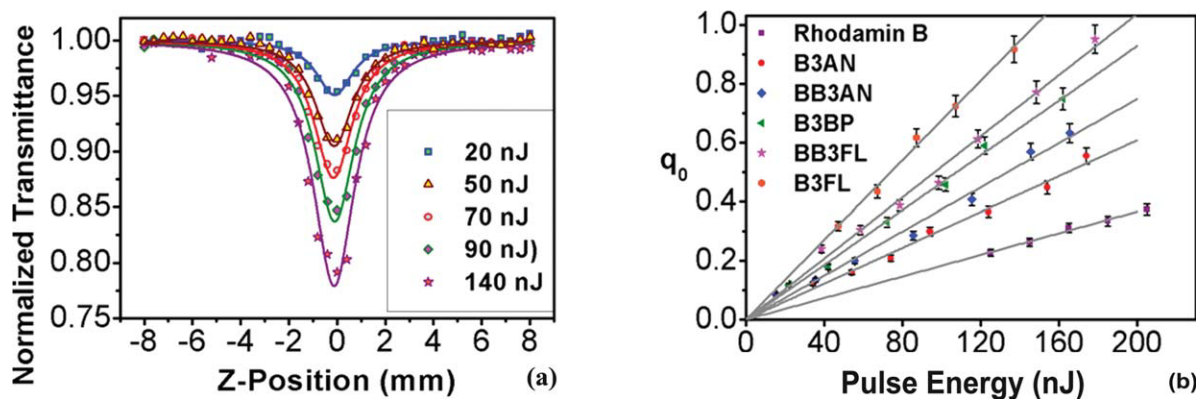 Normalized Transmittance
1.00
0.95
0.90
0.85
0.80
0.75
-8 -6 -4 -2 0 2 4 6 8
Z-Position (mm)
(a)
20 nJ
50 nJ
70 nJ
90 nJ)
140 nJ
q0
1.0
0.8
0.6
0.4
0.2
0.0
0 40 80 120 160 200
Pulse Energy (nJ)
(b)
Rhodamin B
B3AN
BB3AN
B3BP
BB3FL
B3FL